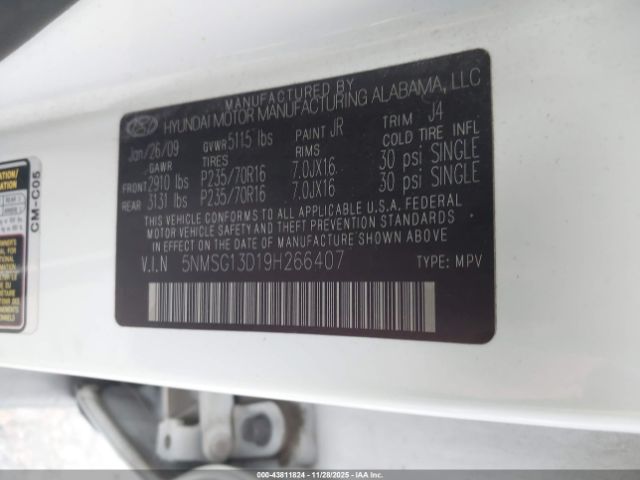 MANUFACTURED BY
HYUNDAI MOTOR MANUFACTURING ALABAMA, LLC
Jan/26/09 GVWR 5115 lbs PAINT JR TRIM J4
GAWR TIRES RIMS COLD TIRE INFL
FRONT 2910 lbs P235/70R16 7.0JX16 30 psi SINGLE
REAR 3131 lbs P235/70R16 7.0JX16 30 psi SINGLE
THIS VEHICLE CONFORMS TO ALL APPLICABLE U.S.A. FEDERAL
MOTOR VEHICLE SAFETY AND THEFT PREVENTION STANDARDS
IN EFFECT ON THE DATE OF MANUFACTURE SHOWN ABOVE.
V.I.N 5NMSG13D19H266407 TYPE: MPV
CM-C05
© IAAI - 43811824 | 11/28/2025 - IAAI.COM